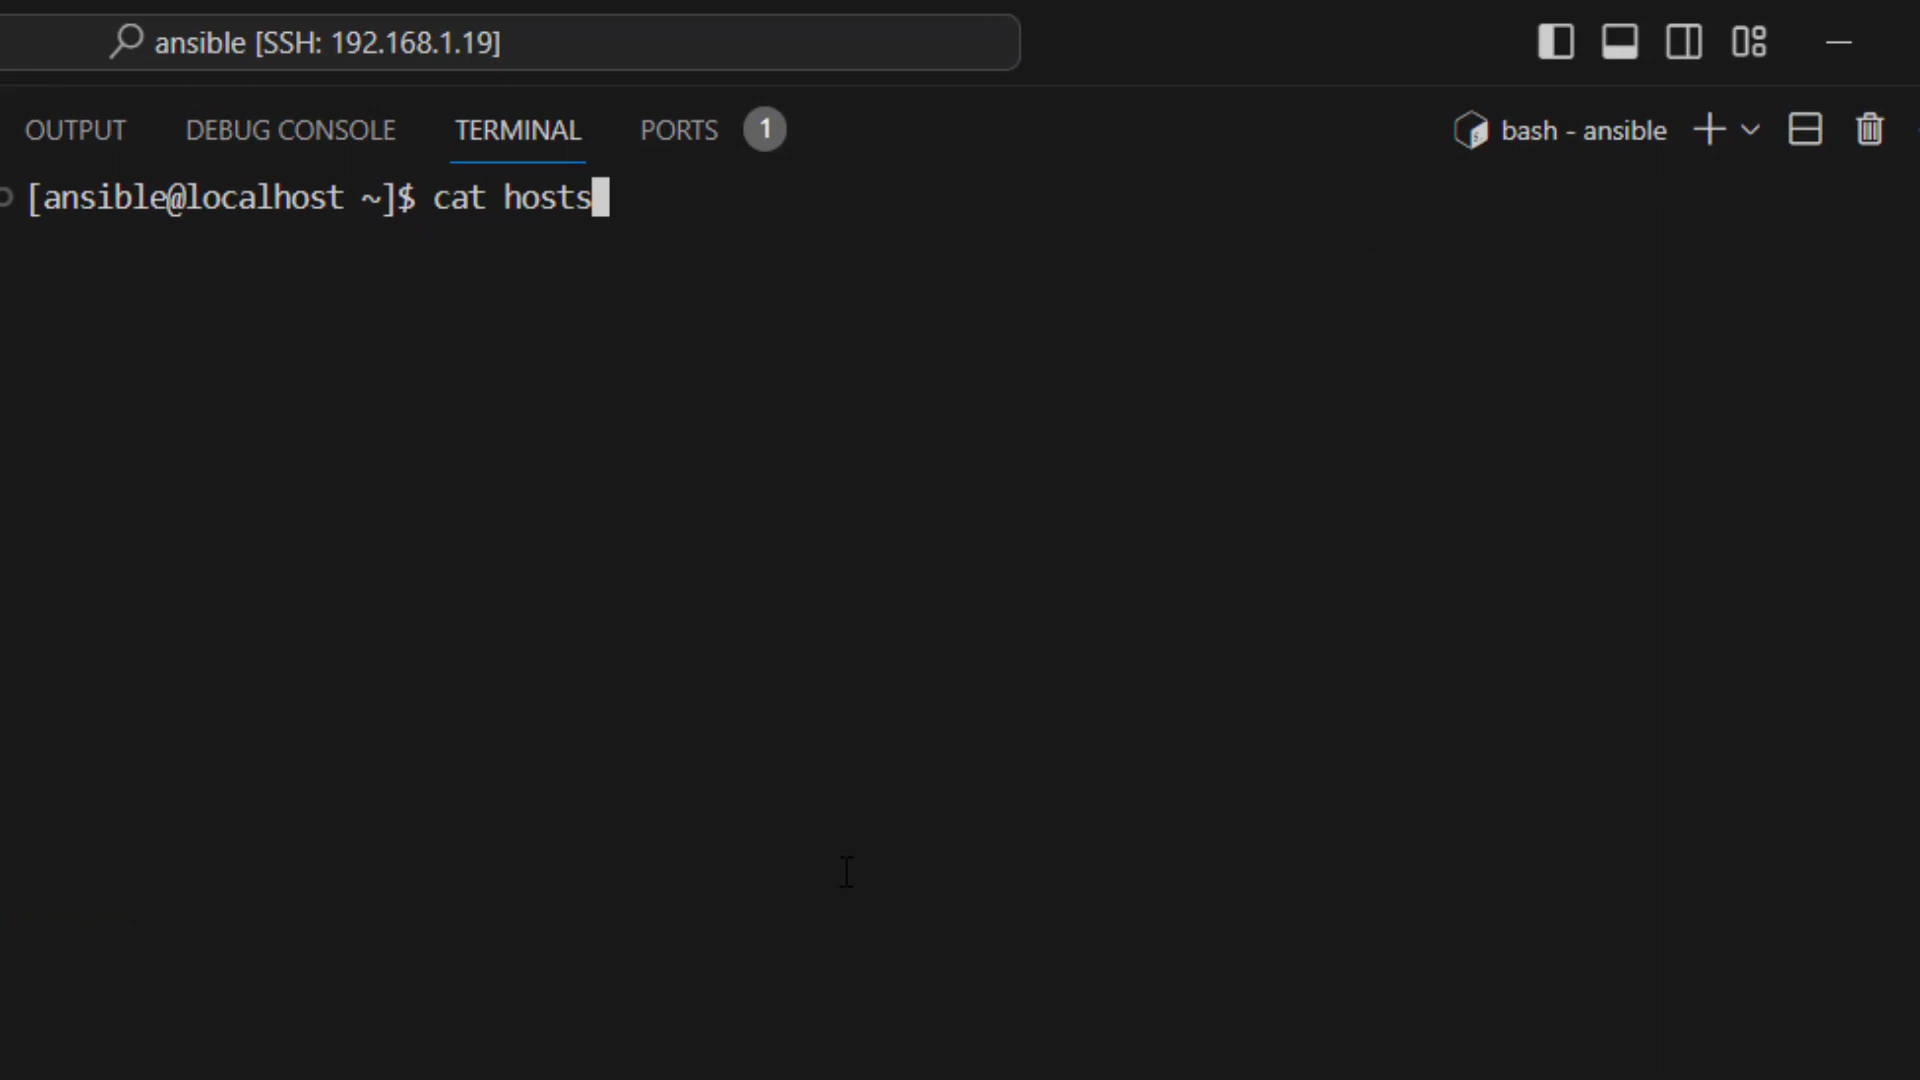 ansible [SSH: 192.168.1.19]
OUTPUT DEBUG CONSOLE TERMINAL PORTS 1 bash - ansible
[ansible@localhost ~]$ cat hosts